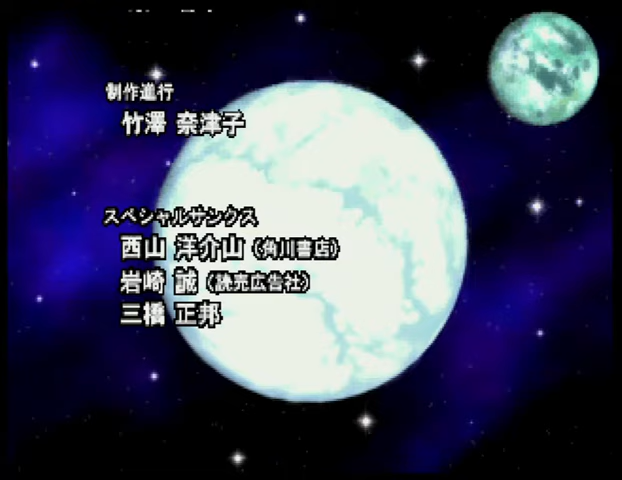 制作進行
竹澤 奈津子
スペシャルサンクス
西山 洋介山（角川書店）
岩崎 誠（読売広告社）
三橋 正邦